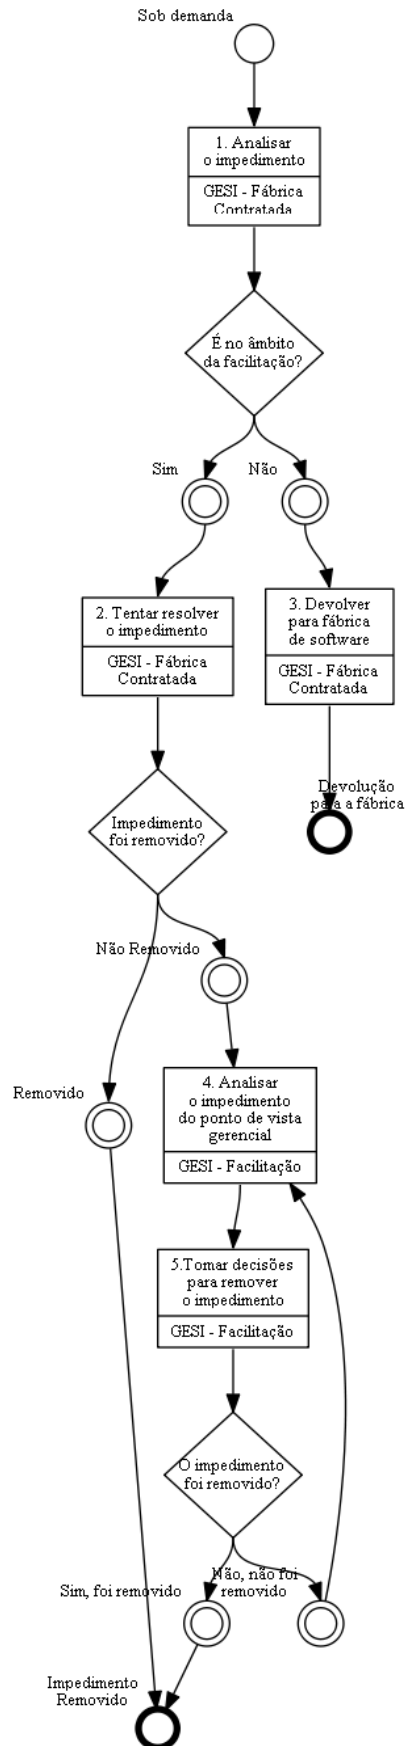 Sob demanda
1. Analisar
o impedimento
GESI - Fábrica
Contratada
É no âmbito
da facilitação?
Sim
Não
2. Tentar resolver
o impedimento
GESI - Fábrica
Contratada
3. Devolver
para fábrica
de software
GESI - Fábrica
Contratada
Devolução
para a fábrica
Impedimento
foi removido?
Não Removido
Removido
4. Analisar
o impedimento
do ponto de vista
gerencial
GESI - Facilitação
5.Tomar decisões
para remover
o impedimento
GESI - Facilitação
O impedimento
foi removido?
Sim, foi removido
Não, não foi
removido
Impedimento
Removido